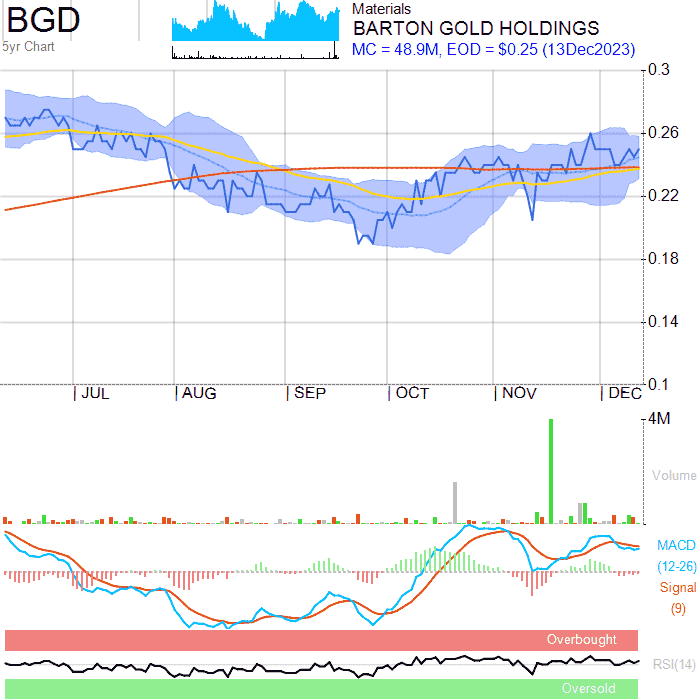 BGD
5yr Chart
Materials
BARTON GOLD HOLDINGS
MC = 48.9M, EOD = $0.25 (13Dec2023)
0.3
0.26
0.22
0.18
0.14
0.1
JUL AUG SEP OCT NOV DEC
4M
Volume
MACD
(12-26)
Signal
(9)
Overbought
RSI(14)
Oversold